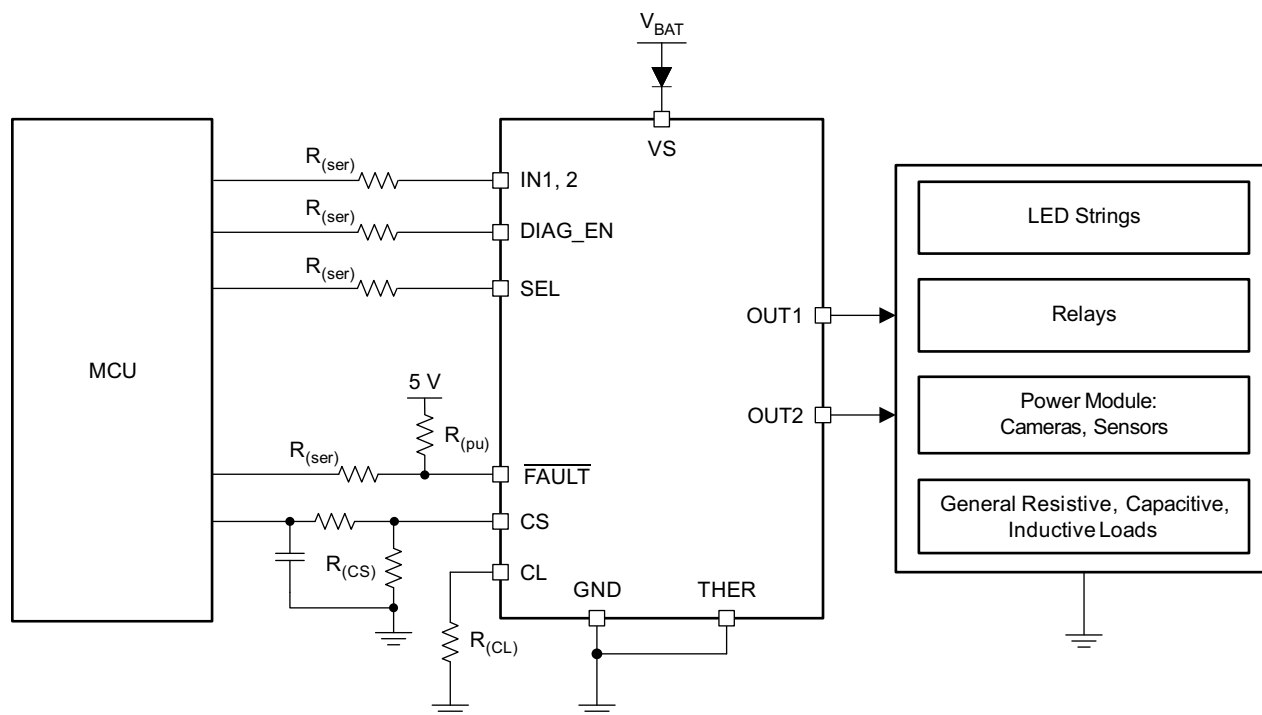 V(BAT)
VS
R(ser)
IN1, 2
R(ser)
DIAG_EN
R(ser)
SEL
MCU
5 V
R(pu)
R(ser)
FAULT
CS
R(CS)
CL
R(CL)
GND
THER
OUT1
OUT2
LED Strings
Relays
Power Module:
Cameras, Sensors
General Resistive, Capacitive,
Inductive Loads